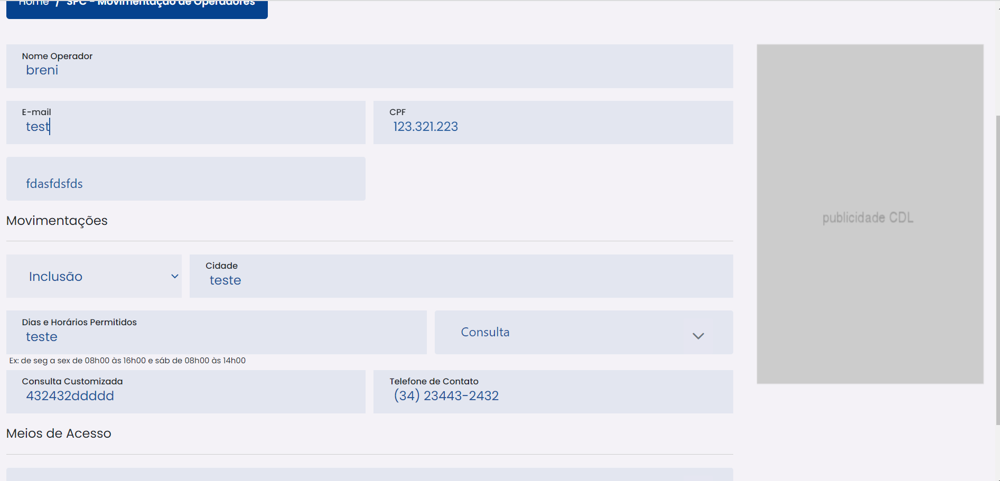 Home / SPC - Movimentação de Operadores
Nome Operador
breni
E-mail
test
CPF
123.321.223
fdasfdsfds
Movimentações
Inclusão
Cidade
teste
Dias e Horários Permitidos
teste
Consulta
Ex: de seg a sex de 08h00 às 16h00 e sáb de 08h00 às 14h00
Consulta Customizada
432432ddddd
Telefone de Contato
(34) 23443-2432
Meios de Acesso
publicidade CDL